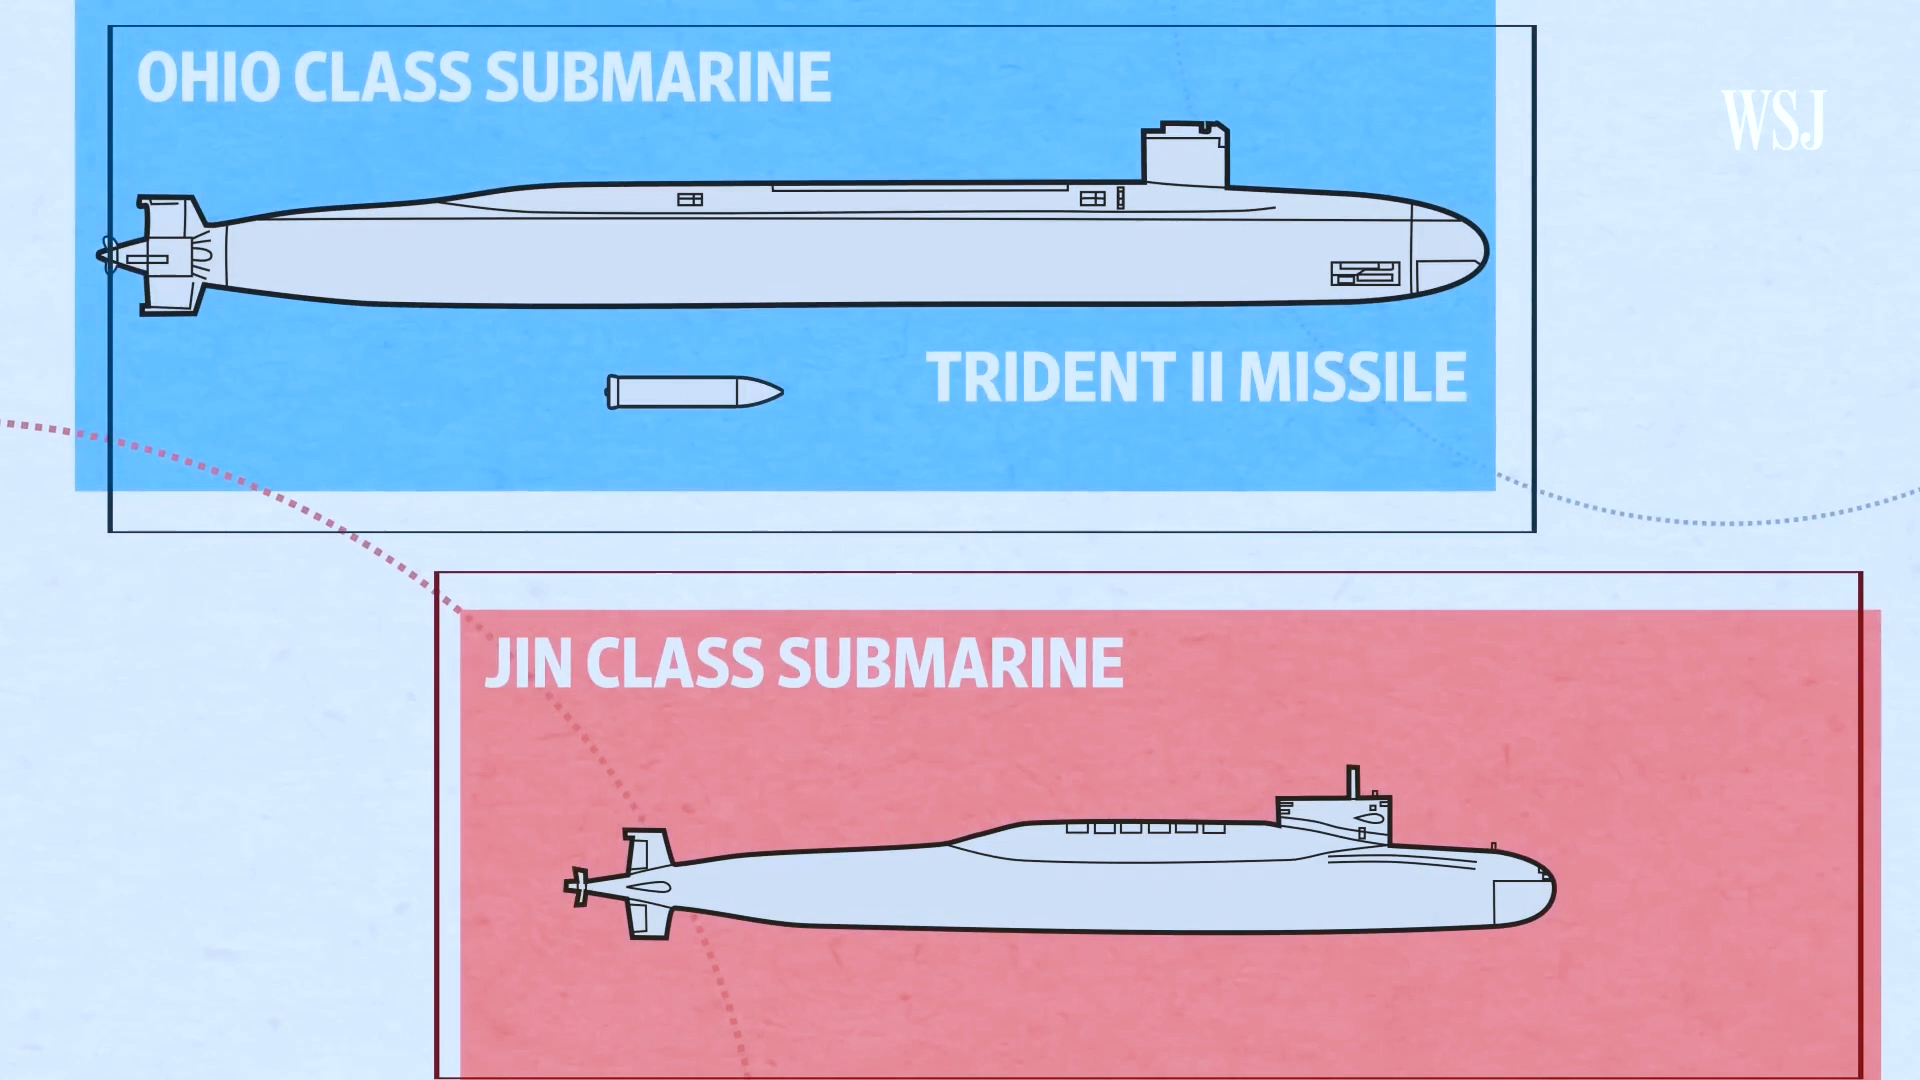 OHIO CLASS SUBMARINE
WSJ
TRIDENT II MISSILE
JIN CLASS SUBMARINE